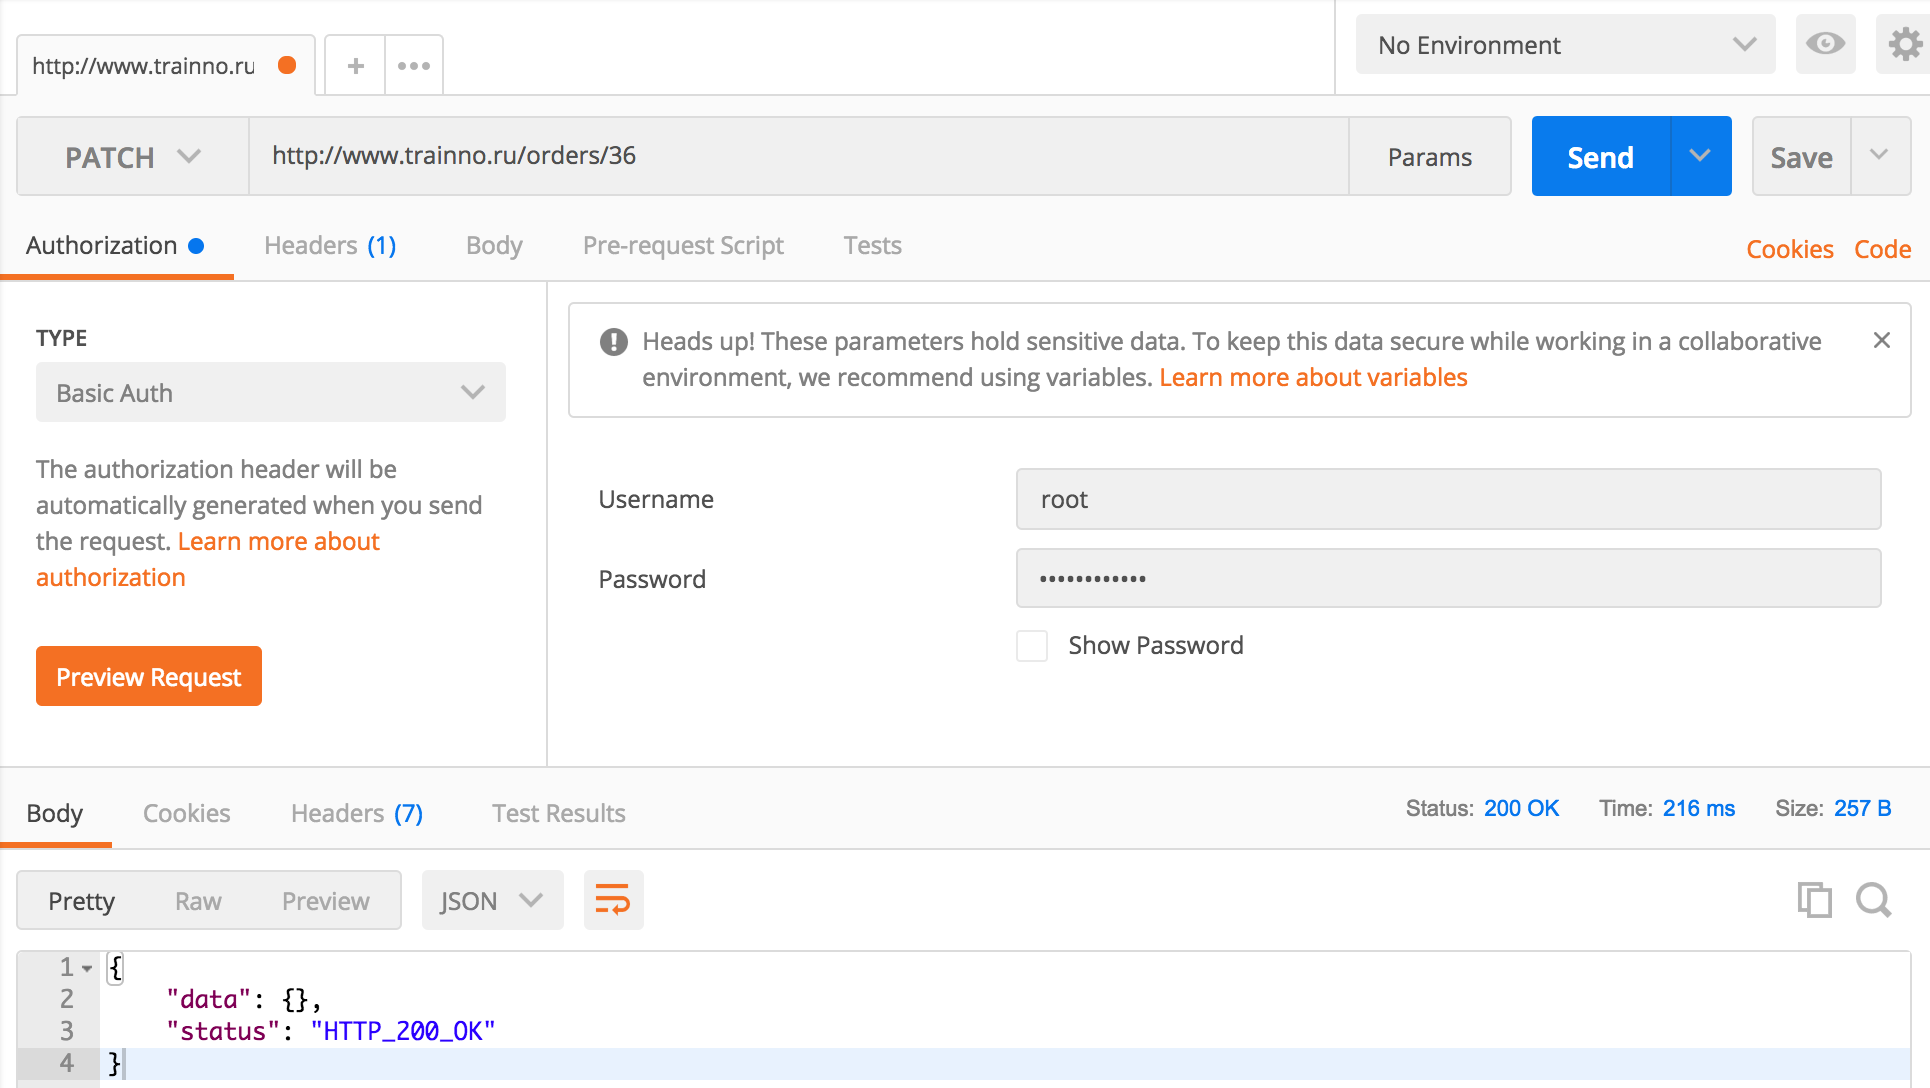 http://www.trainno.ru
No Environment
PATCH
http://www.trainno.ru/orders/36
Params
Send
Save
Authorization
Headers (1)
Body
Pre-request Script
Tests
Cookies
Code
TYPE
Basic Auth
The authorization header will be
automatically generated when you send
the request. Learn more about
authorization
Preview Request
Heads up! These parameters hold sensitive data. To keep this data secure while working in a collaborative
environment, we recommend using variables. Learn more about variables
Username
root
Password
••••••••••••
Show Password
Body
Cookies
Headers (7)
Test Results
Status: 200 OK
Time: 216 ms
Size: 257 B
Pretty
Raw
Preview
JSON
1 {
2 "data": {},
3 "status": "HTTP_200_OK"
4 }